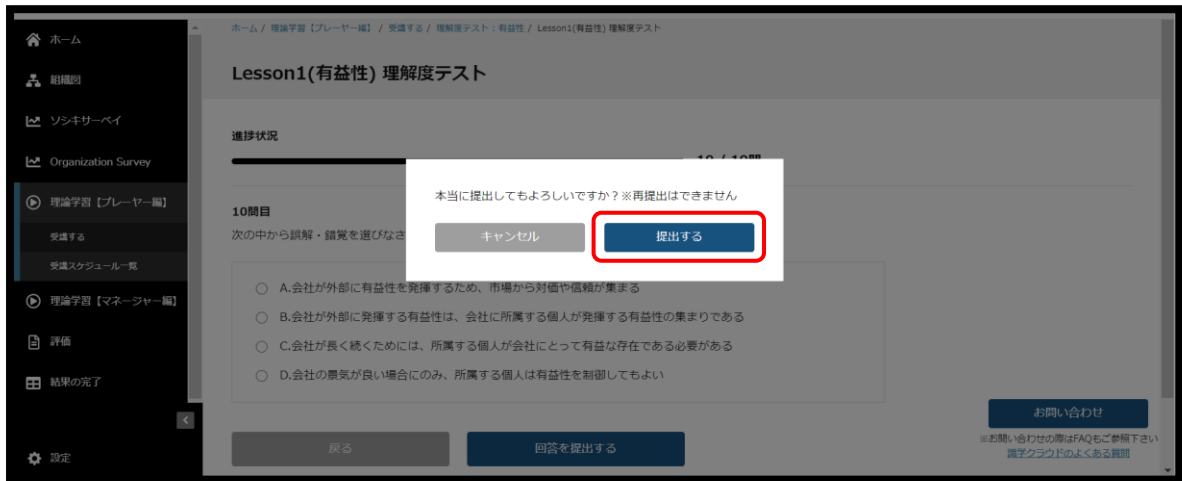 ホーム
組織図
ソシキサーベイ
Organization Survey
理論学習【プレーヤー編】
受講する
受講スケジュール一覧
理論学習【マネージャー編】
評価
結果の完了
設定
ホーム / 理論学習【プレーヤー編】 / 受講する / 理解度テスト：有益性 / Lesson1(有益性) 理解度テスト
Lesson1(有益性) 理解度テスト
進捗状況
10 / 10問
本当に提出してもよろしいですか？※再提出はできません
キャンセル
提出する
10問目
次の中から誤解・錯覚を選びなさ
A.会社が外部に有益性を発揮するため、市場から対価や信頼が集まる
B.会社が外部に発揮する有益性は、会社に所属する個人が発揮する有益性の集まりである
C.会社が長く続くためには、所属する個人が会社にとって有益な存在である必要がある
D.会社の景気が良い場合にのみ、所属する個人は有益性を制御してもよい
戻る
回答を提出する
お問い合わせ
※お問い合わせの際はFAQもご参照下さい
識学クラウドのよくある質問